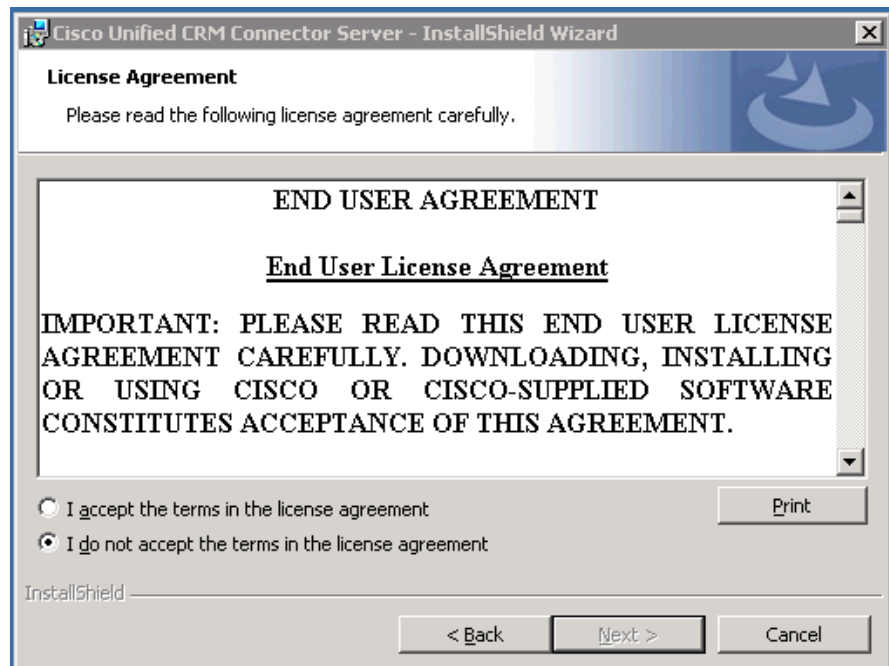 Cisco Unified CRM Connector Server - InstallShield Wizard
License Agreement
Please read the following license agreement carefully.
END USER AGREEMENT
End User License Agreement
IMPORTANT: PLEASE READ THIS END USER LICENSE
AGREEMENT CAREFULLY. DOWNLOADING, INSTALLING
OR USING CISCO OR CISCO-SUPPLIED SOFTWARE
CONSTITUTES ACCEPTANCE OF THIS AGREEMENT.
I accept the terms in the license agreement
Print
I do not accept the terms in the license agreement
InstallShield
< Back
Next >
Cancel